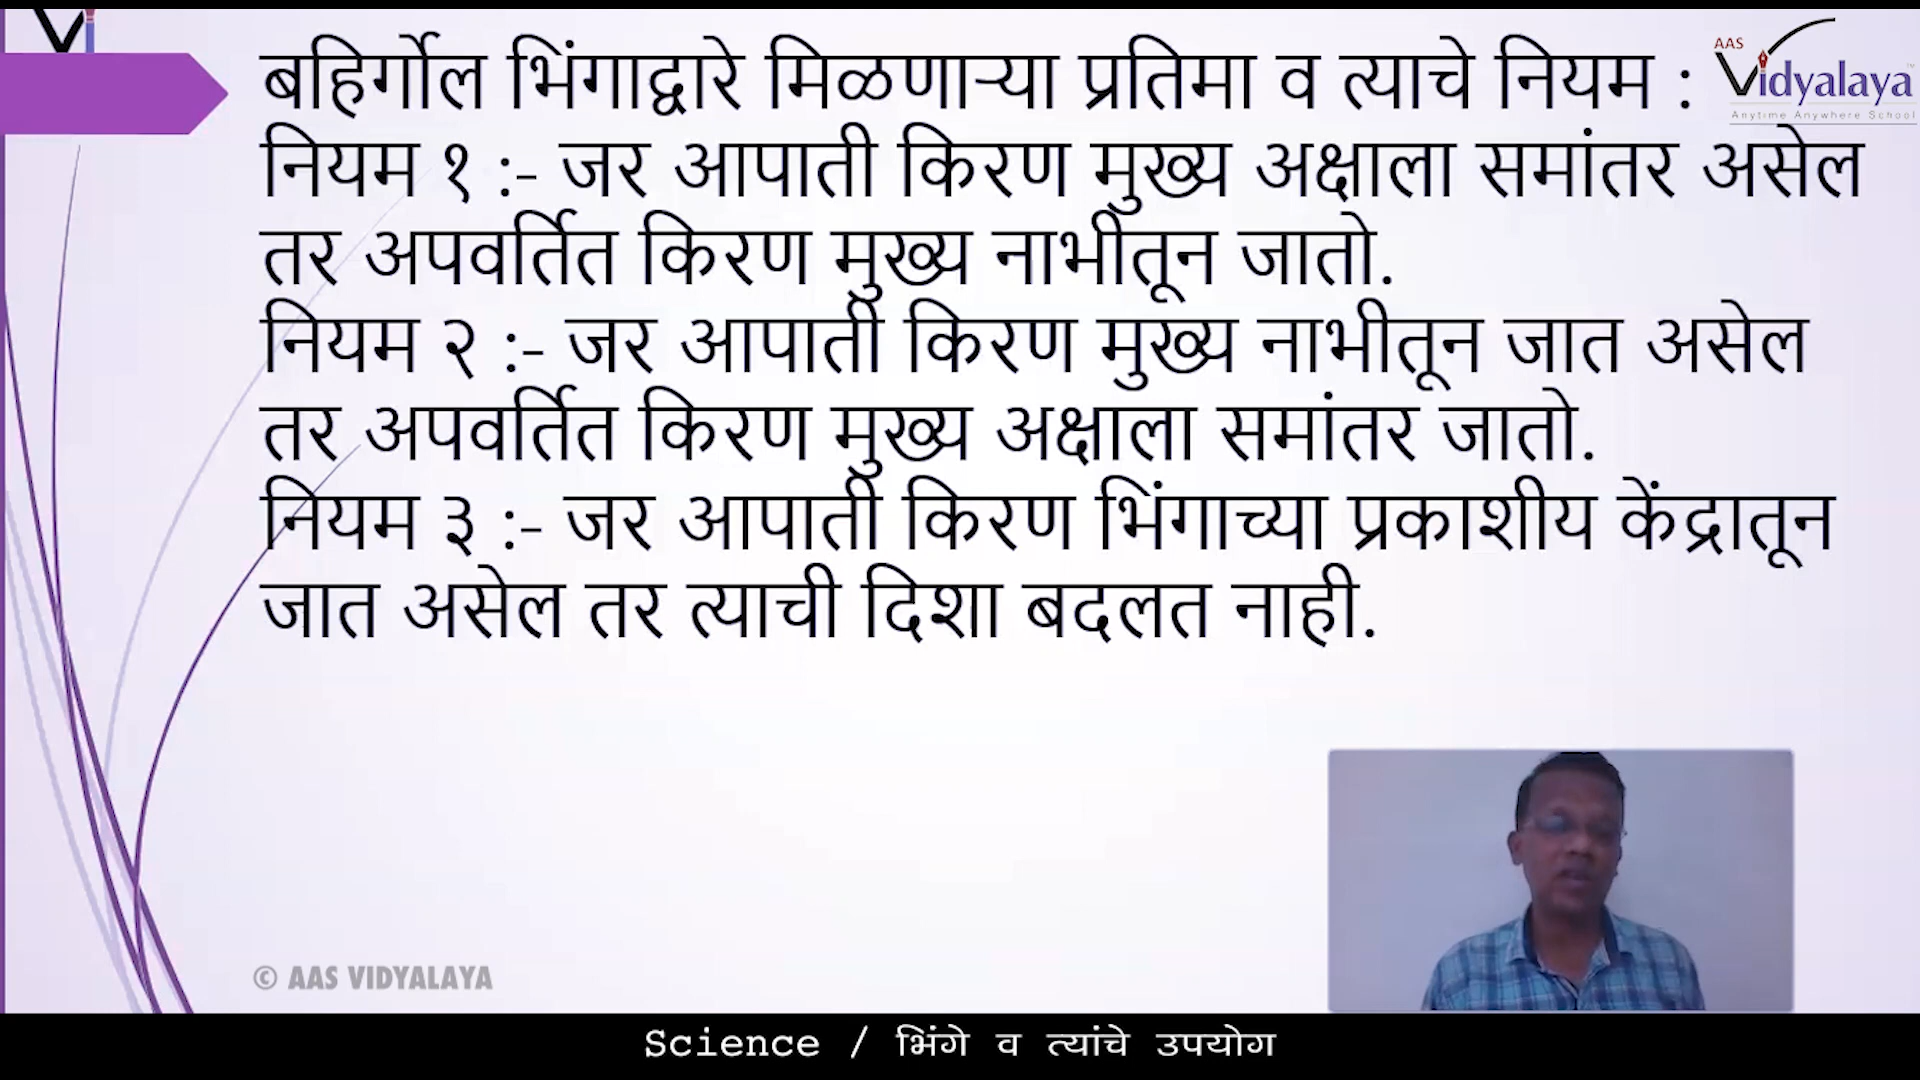 Vi
AAS
Vidyalaya
Anytime Anywhere School
बहिर्गोल भिंगाद्वारे मिळणाऱ्या प्रतिमा व त्याचे नियम :
नियम १ :- जर आपाती किरण मुख्य अक्षाला समांतर असेल
तर अपवर्तित किरण मुख्य नाभीतून जातो.
नियम २ :- जर आपाती किरण मुख्य नाभीतून जात असेल
तर अपवर्तित किरण मुख्य अक्षाला समांतर जातो.
नियम ३ :- जर आपाती किरण भिंगाच्या प्रकाशीय केंद्रातून
जात असेल तर त्याची दिशा बदलत नाही.
© AAS VIDYALAYA
Science / भिंगे व त्यांचे उपयोग